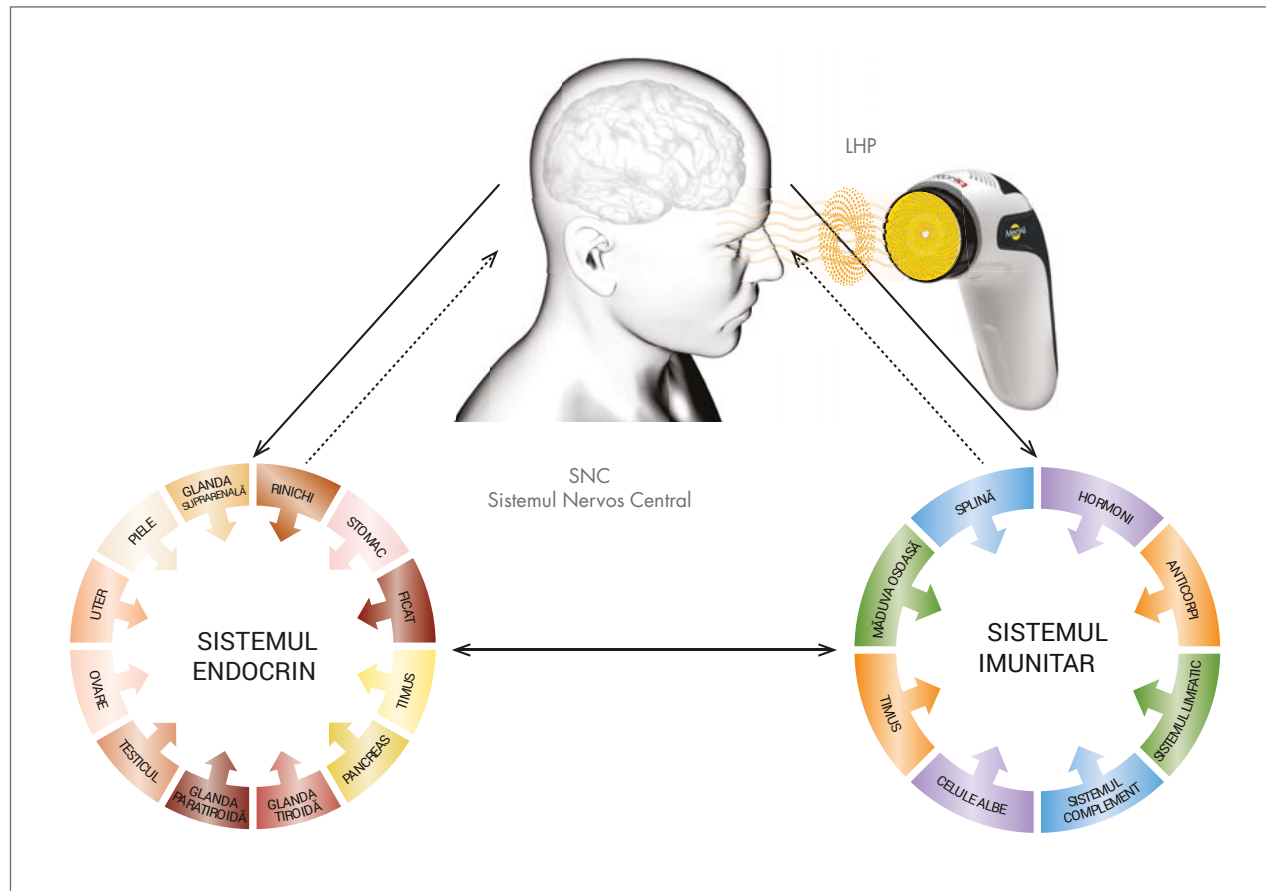 LHP
MedAll
SNC
Sistemul Nervos Central
SISTEMUL
ENDOCRIN
GLANDA
SUPRARENALĂ
RINICHI
STOMAC
FICAT
TIMUS
PANCREAS
GLANDA
TIROIDĂ
GLANDA
PARATIROIDĂ
TESTICUL
OVARE
UTER
PIELE
SISTEMUL
IMUNITAR
SPLINĂ
HORMONI
ANTICORPI
SISTEMUL LIMFATIC
SISTEMUL
COMPLEMENT
CELULE ALBE
TIMUS
MĂDUVA OSOASĂ